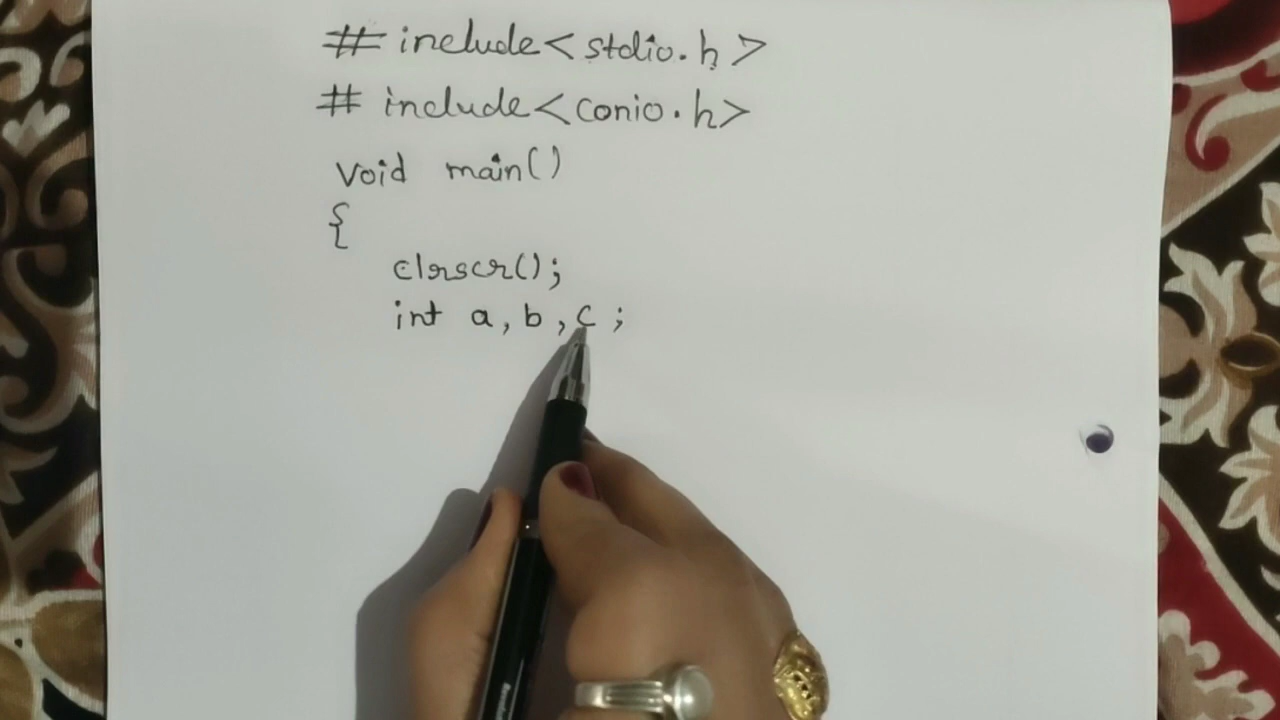 # include<stdio.h>
# include<conio.h>
void main()
{
clrscr();
int a, b, c ;